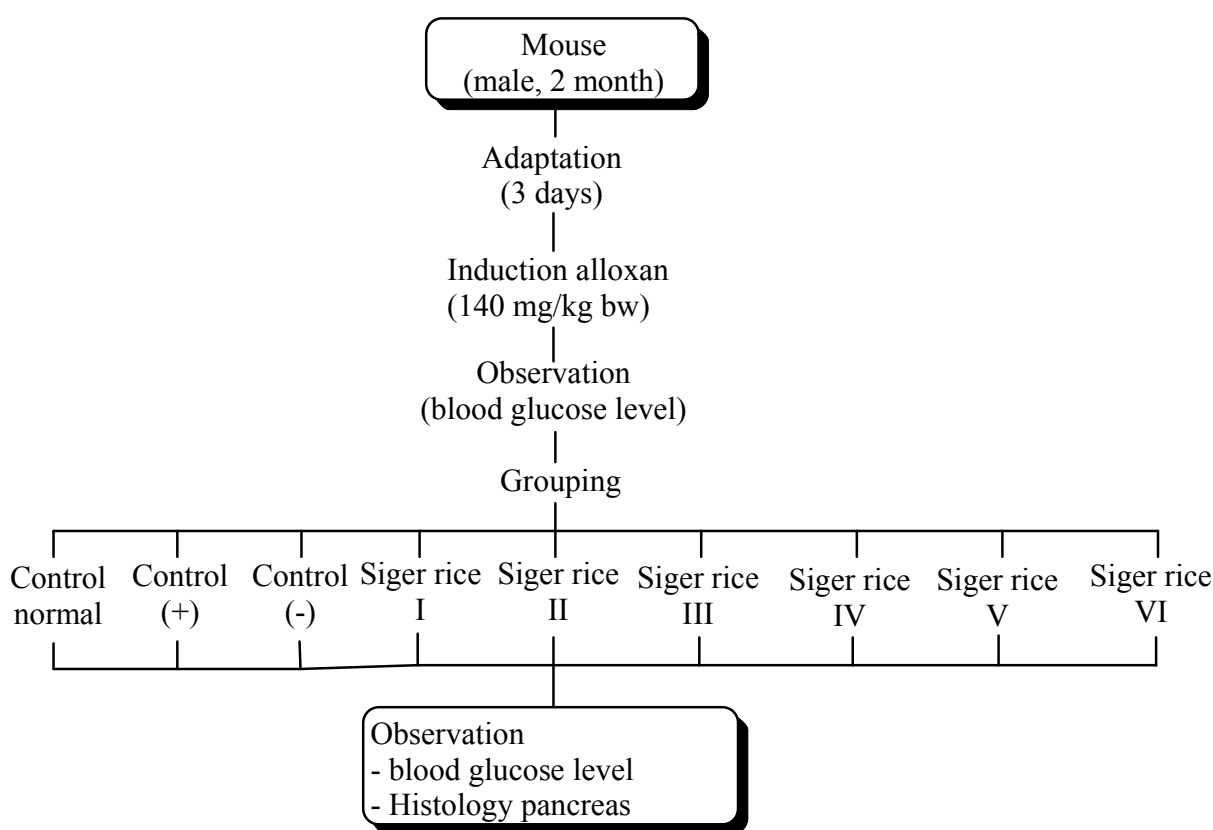 Mouse
(male, 2 month)
Adaptation
(3 days)
Induction alloxan
(140 mg/kg bw)
Observation
(blood glucose level)
Grouping
Control
normal
Control
(+)
Control
(-)
Siger rice
I
Siger rice
II
Siger rice
III
Siger rice
IV
Siger rice
V
Siger rice
VI
Observation
- blood glucose level
- Histology pancreas